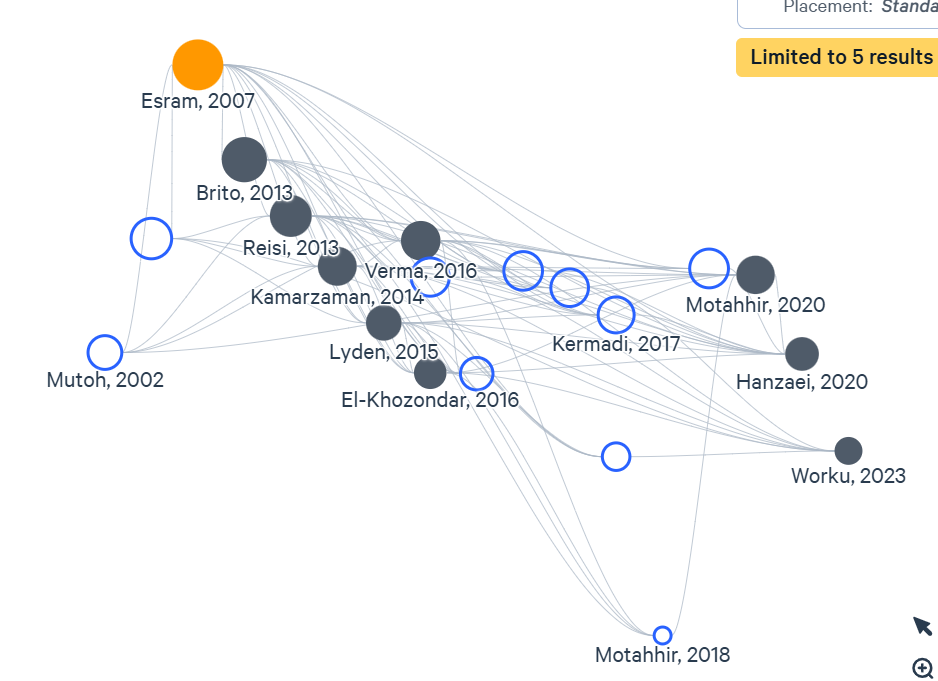 Placement: Standa
Limited to 5 results
Esram, 2007
Brito, 2013
Reisi, 2013
Verma, 2016
Kamarzaman, 2014
Motahhir, 2020
Kermadi, 2017
Lyden, 2015
Mutoh, 2002
Hanzaei, 2020
El-Khozondar, 2016
Worku, 2023
Motahhir, 2018